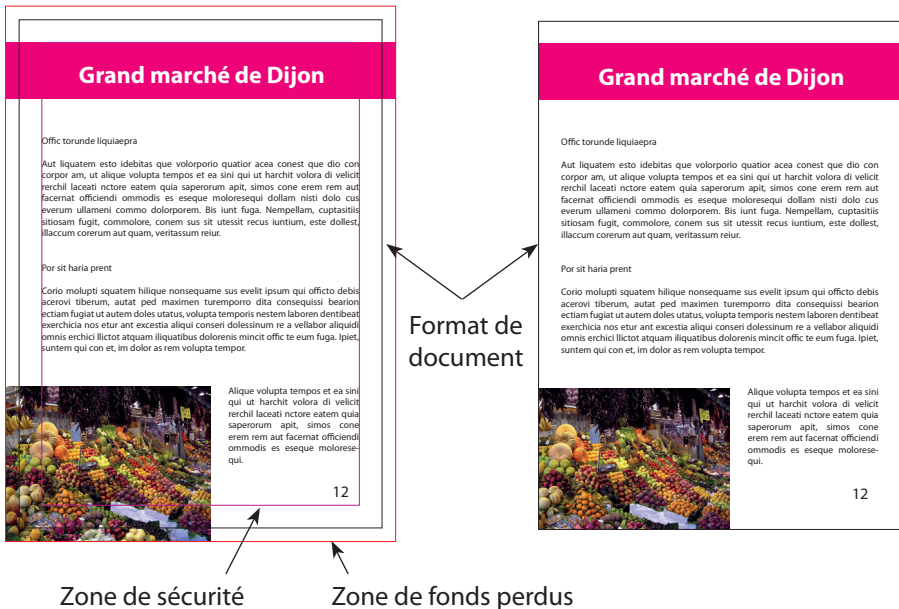 Grand marché de Dijon
Offic torunde liquiaepra
Aut liquatem esto idebitas que volorporio quatior acea conest que dio con
corpor am, ut alique volupta tempos et ea sini qui ut harchit volora di velicit
rerchil laceati nctore eatem quia saperorum apit, simos cone erem rem aut
facernat officiendi ommodis es eseque moloresequi dollam nisti dolo cus
everum ullameni commo dolorporem. Bis iunt fuga. Nempellam, cuptasitiis
sitiosam fugit, commolore, conem sus sit utessit recus iuntium, este dollest,
illaccum corerum aut quam, veritassum reiur.
Por sit haria prent
Corio molupti squatem hilique nonsequame sus evelit ipsum qui officto debis
acerovi tiberum, autat ped maximen turemporro dita consequissi bearion
ectiam fugiat ut autem doles utatus, volupta temporis nestem laboren dentibeat
exerchicia nos etur ant excestia aliqui conseri dolessinum re a vellabor aliquidi
omnis erchici llictot atquam iliquatibus dolorenis mincit offic te eum fuga. Ipiet,
suntem qui con et, im dolor as rem volupta tempor.
Alique volupta tempos et ea sini
qui ut harchit volora di velicit
rerchil laceati nctore eatem quia
saperorum apit, simos cone
erem rem aut facernat officiendi
ommodis es eseque molorese-
qui.
12
Format de
document
Grand marché de Dijon
Offic torunde liquiaepra
Aut liquatem esto idebitas que volorporio quatior acea conest que dio con
corpor am, ut alique volupta tempos et ea sini qui ut harchit volora di velicit
rerchil laceati nctore eatem quia saperorum apit, simos cone erem rem aut
facernat officiendi ommodis es eseque moloresequi dollam nisti dolo cus
everum ullameni commo dolorporem. Bis iunt fuga. Nempellam, cuptasitiis
sitiosam fugit, commolore, conem sus sit utessit recus iuntium, este dollest,
illaccum corerum aut quam, veritassum reiur.
Por sit haria prent
Corio molupti squatem hilique nonsequame sus evelit ipsum qui officto debis
acerovi tiberum, autat ped maximen turemporro dita consequissi bearion
ectiam fugiat ut autem doles utatus, volupta temporis nestem laboren dentibeat
exerchicia nos etur ant excestia aliqui conseri dolessinum re a vellabor aliquidi
omnis erchici llictot atquam iliquatibus dolorenis mincit offic te eum fuga. Ipiet,
suntem qui con et, im dolor as rem volupta tempor.
Alique volupta tempos et ea sini
qui ut harchit volora di velicit
rerchil laceati nctore eatem quia
saperorum apit, simos cone
erem rem aut facernat officiendi
ommodis es eseque molorese-
qui.
12
Zone de sécurité
Zone de fonds perdus